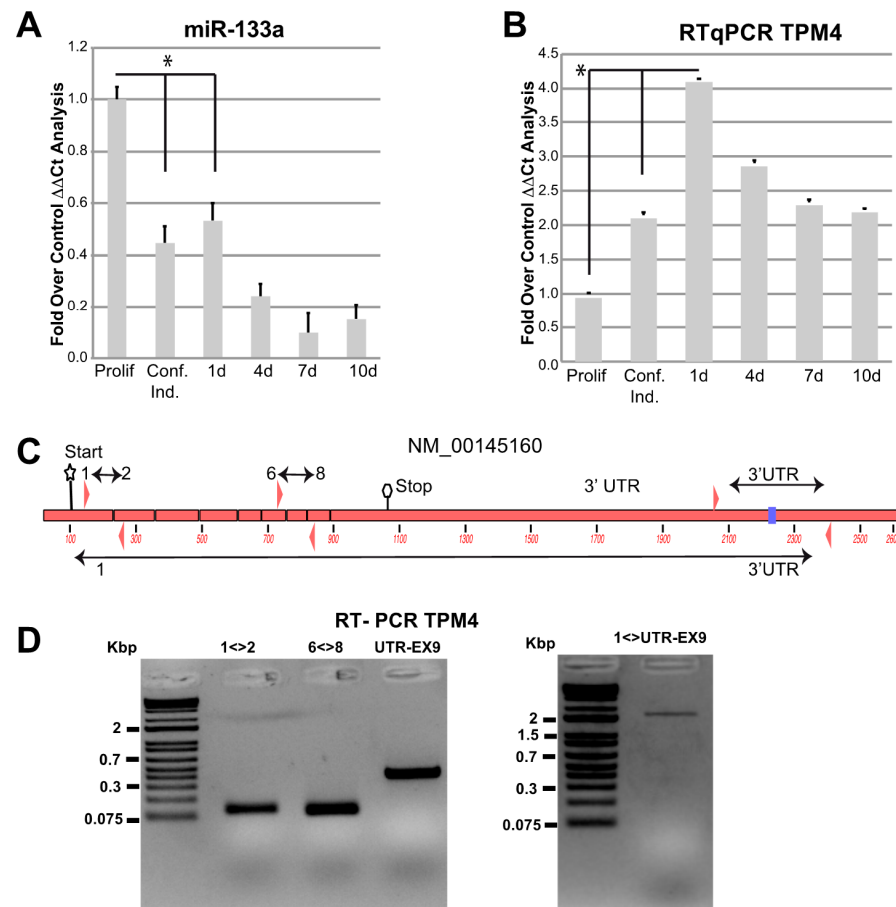 A
miR-133a
Fold Over Control ΔΔCt Analysis
1.2
1.0
0.8
0.6
0.4
0.2
0.0
*
Prolif
Conf. Ind.
1d
4d
7d
10d
B
RTqPCR TPM4
Fold Over Control ΔΔCt Analysis
4.5
4.0
3.5
3.0
2.5
2.0
1.5
1.0
0.5
0.0
*
Prolif
Conf. Ind.
1d
4d
7d
10d
C
NM_00145160
Start
1 2
6 8
Stop
3' UTR
3'UTR
100 300 500 700 900 1100 1300 1500 1700 1900 2100 2300 2500
1 3'UTR
D
RT- PCR TPM4
Kbp
1<>2
6<>8
UTR-EX9
2
0.7
0.3
0.075
Kbp
1<>UTR-EX9
2
1.5
0.7
0.3
0.075